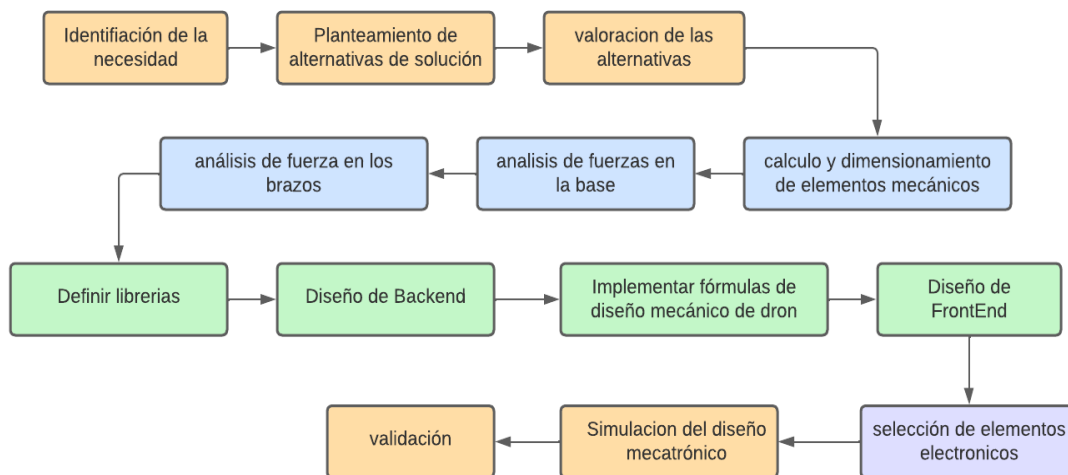 Identifiación de la
necesidad
Planteamiento de
alternativas de solución
valoracion de las
alternativas
calculo y dimensionamiento
de elementos mecánicos
analisis de fuerzas en
la base
análisis de fuerza en los
brazos
Definir librerias
Diseño de Backend
Implementar fórmulas de
diseño mecánico de dron
Diseño de
FrontEnd
selección de elementos
electronicos
Simulacion del diseño
mecatrónico
validación